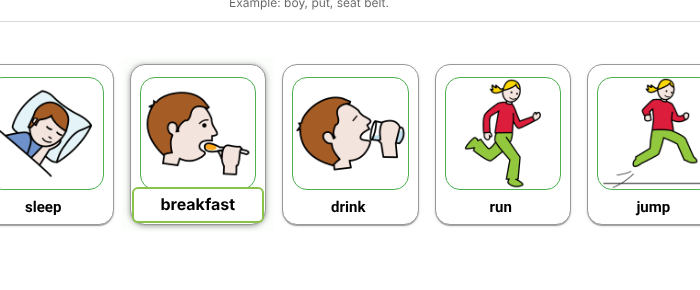 Example: boy, put, seat belt.
sleep
breakfast
drink
run
jump